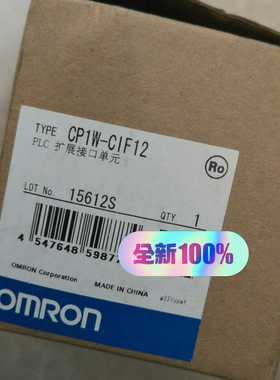 TYPE CP1W-CIF12
PLC 扩展接口单元
Ro
LOT No. 15612S
QTY. 1
4 547648 5987
全新100%
OMRON Corporation
MADE IN CHINA
OMRON